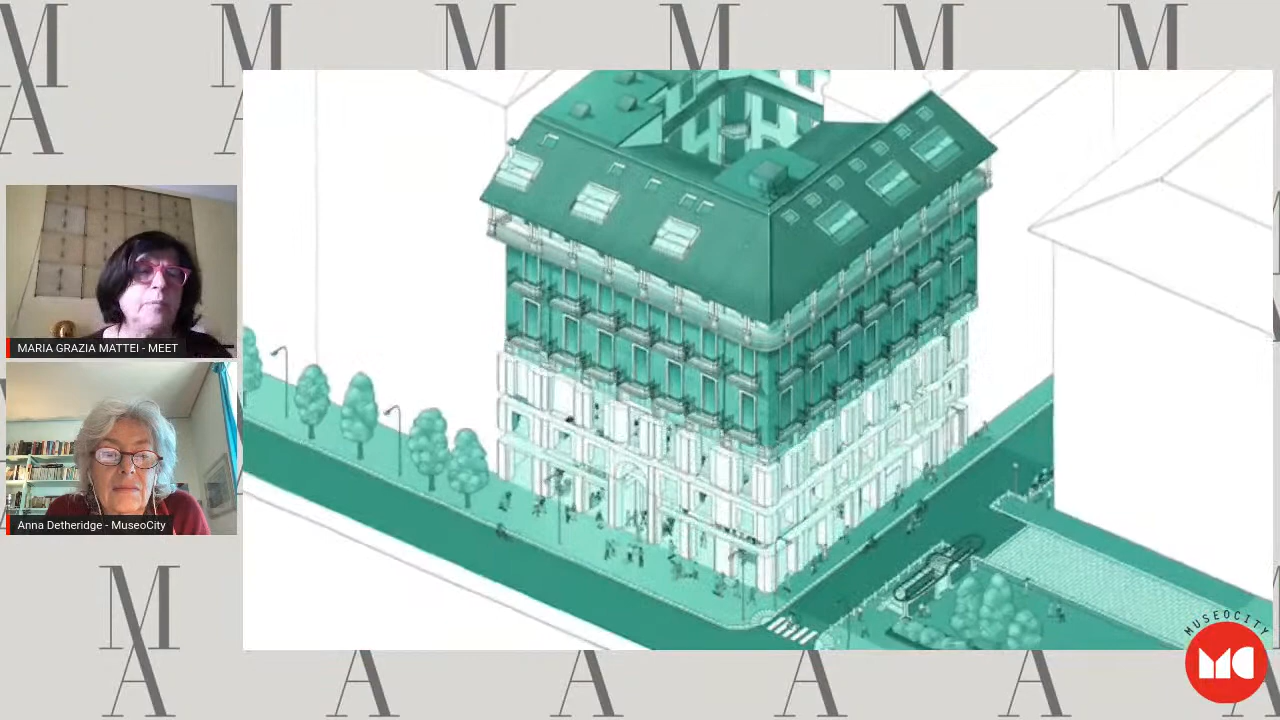 M M M M M M
A A
MARIA GRAZIA MATTEI - MEET
Anna Detheridge - MuseoCity
MUSEOCITY
MC
M
A A A A A